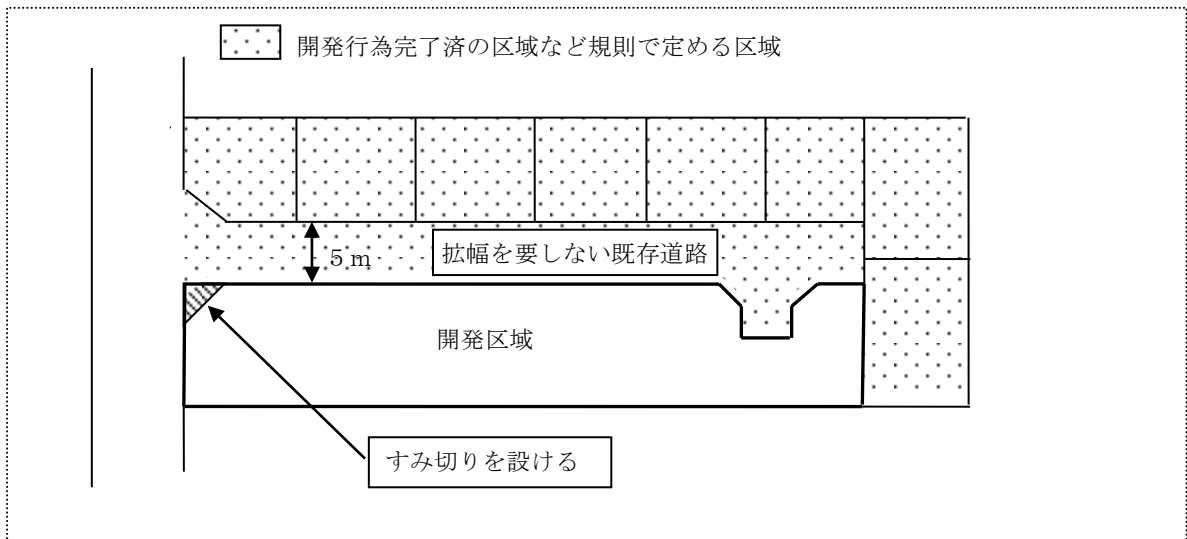 開発行為完了済の区域など規則で定める区域
5m
拡幅を要しない既存道路
開発区域
すみ切りを設ける